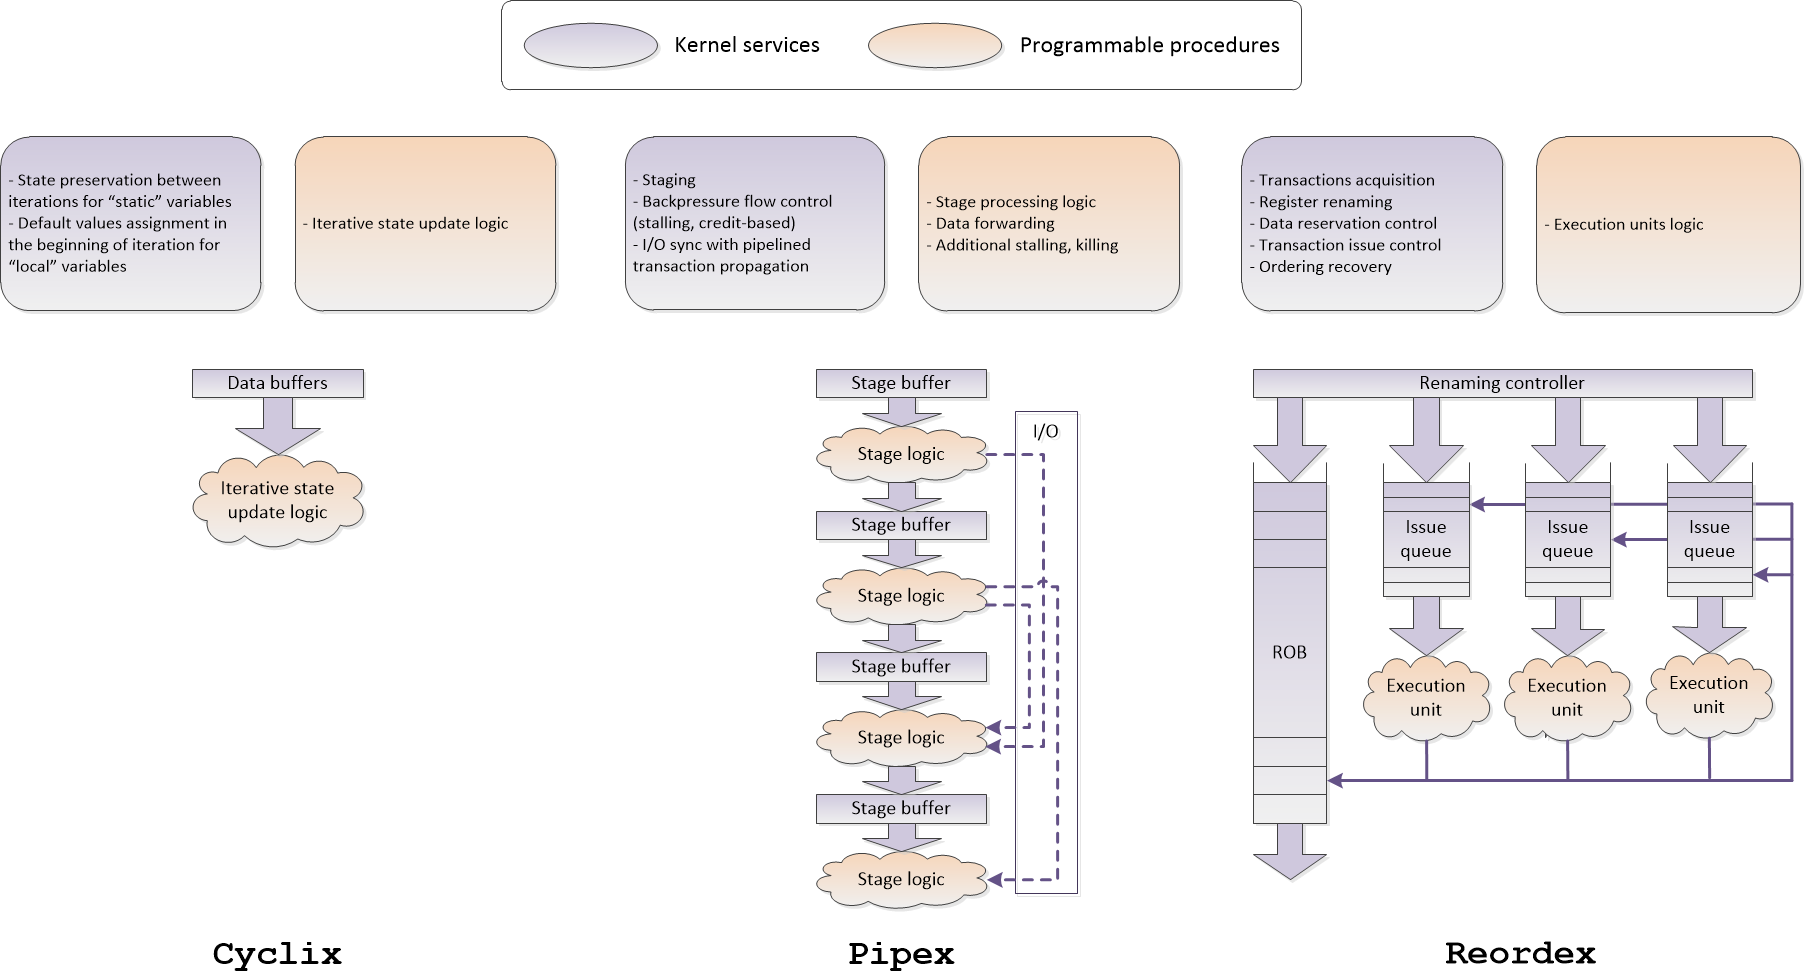 Kernel services
Programmable procedures
- State preservation between
iterations for “static” variables
- Default values assignment in
the beginning of iteration for
“local” variables
- Iterative state update logic
- Staging
- Backpressure flow control
(stalling, credit-based)
- I/O sync with pipelined
transaction propagation
- Stage processing logic
- Data forwarding
- Additional stalling, killing
- Transactions acquisition
- Register renaming
- Data reservation control
- Transaction issue control
- Ordering recovery
- Execution units logic
Data buffers
Iterative state
update logic
Cyclix
Stage buffer
I/O
Stage logic
Stage buffer
Stage logic
Stage buffer
Stage logic
Stage buffer
Stage logic
Pipex
Renaming controller
Issue
queue
Issue
queue
Issue
queue
ROB
Execution
unit
Execution
unit
Execution
unit
Reordex